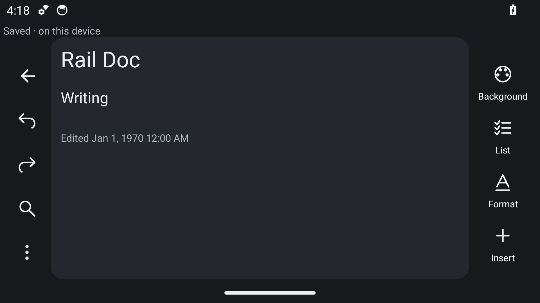 4:18
Saved · on this device
Rail Doc
Writing
Edited Jan 1, 1970 12:00 AM
Background
List
Format
Insert